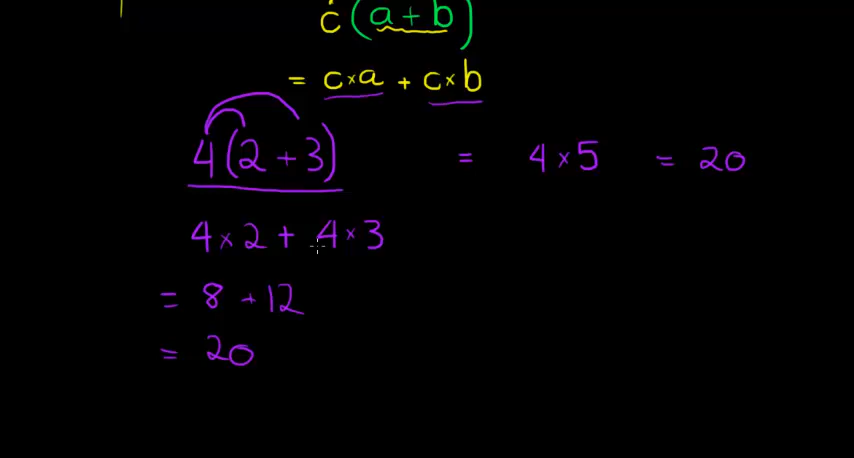 c(a + b)
= c×a + c×b
4(2 + 3) = 4×5 = 20
4×2 + 4×3
= 8 + 12
= 20